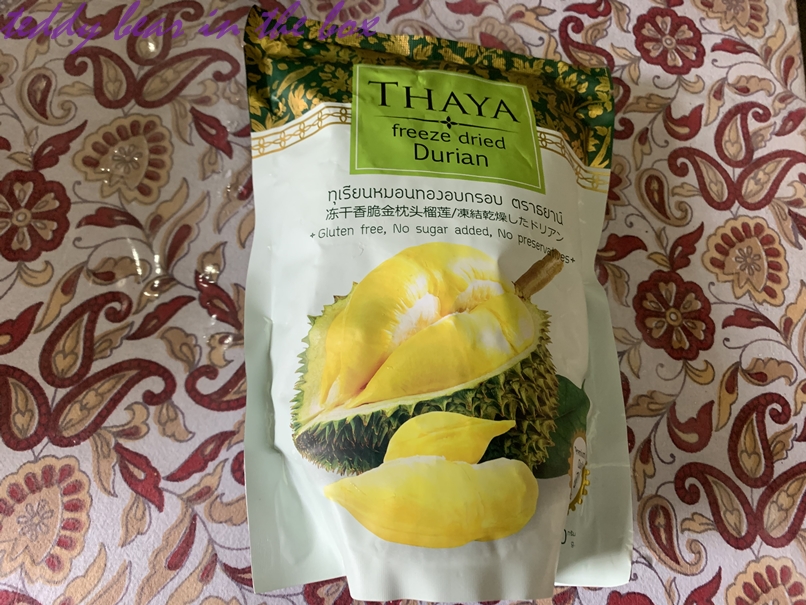 teddy bear in the box
THAYA
freeze dried
Durian
ทุเรียนหมอนทองอบกรอบ ตราธยาน์
冻干香脆金枕头榴莲/凍結乾燥したドリアン
+Gluten free, No sugar added, No preservatives+